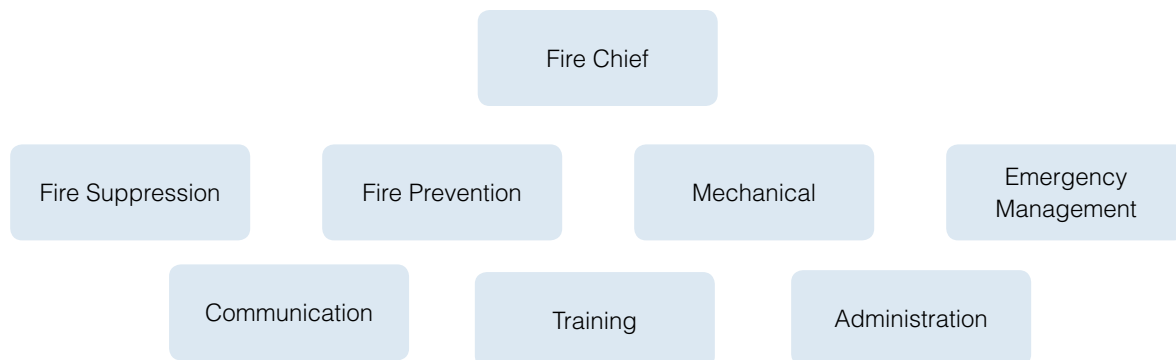 Fire Chief
Fire Suppression
Fire Prevention
Mechanical
Emergency
Management
Communication
Training
Administration